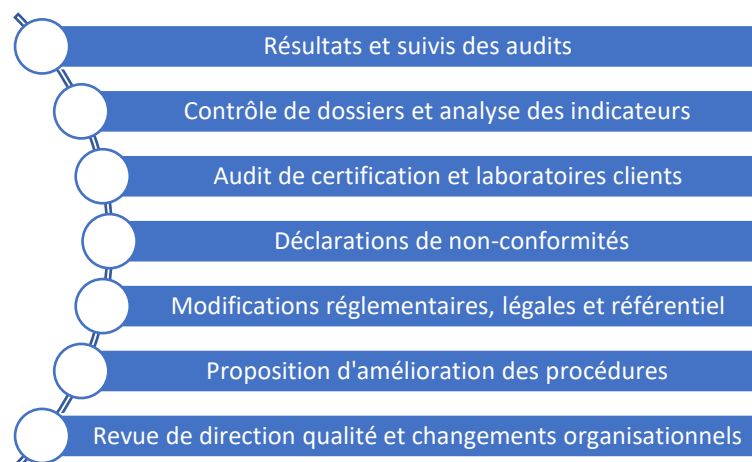 Résultats et suivis des audits
Contrôle de dossiers et analyse des indicateurs
Audit de certification et laboratoires clients
Déclarations de non-conformités
Modifications réglementaires, légales et référentiel
Proposition d'amélioration des procédures
Revue de direction qualité et changements organisationnels